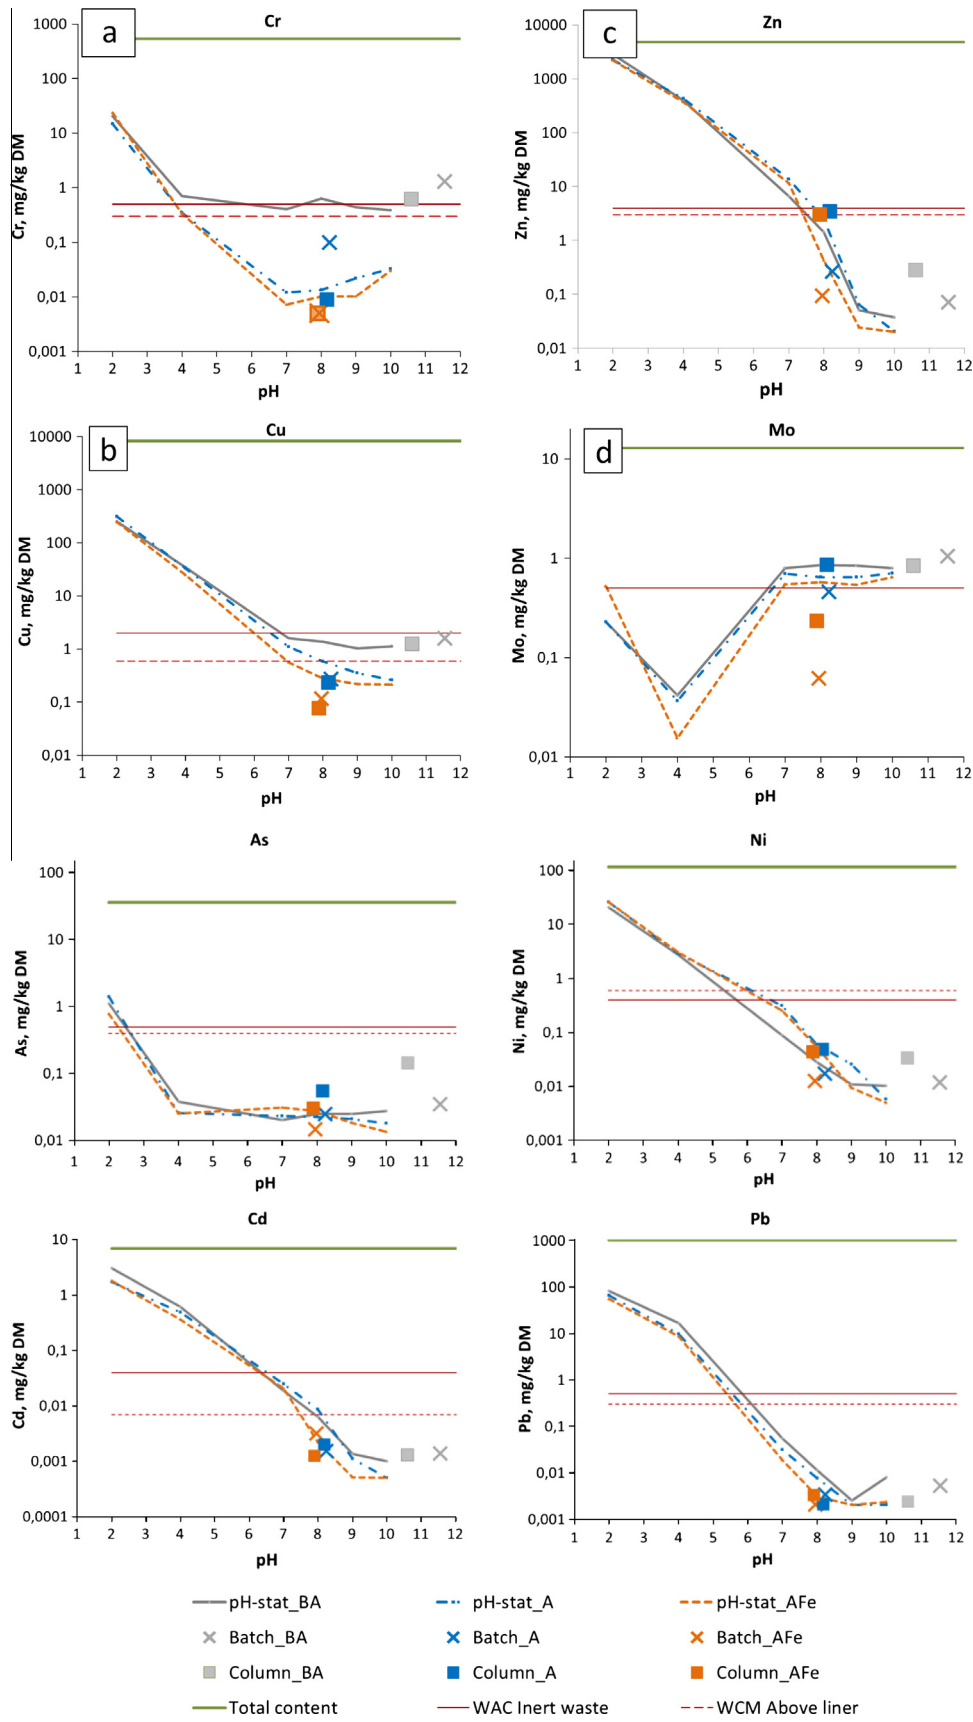 a
Cr
1000
100
10
1
0,1
0,01
0,001
Cr, mg/kg DM
1 2 3 4 5 6 7 8 9 10 11 12
pH
c
Zn
10000
1000
100
10
1
0,1
0,01
Zn, mg/kg DM
1 2 3 4 5 6 7 8 9 10 11 12
pH
b
Cu
10000
1000
100
10
1
0,1
0,01
Cu, mg/kg DM
1 2 3 4 5 6 7 8 9 10 11 12
pH
d
Mo
10
1
0,1
0,01
Mo, mg/kg DM
1 2 3 4 5 6 7 8 9 10 11 12
pH
As
100
10
1
0,1
0,01
As, mg/kg DM
1 2 3 4 5 6 7 8 9 10 11 12
pH
Ni
100
10
1
0,1
0,01
0,001
Ni, mg/kg DM
1 2 3 4 5 6 7 8 9 10 11 12
pH
Cd
10
1
0,1
0,01
0,001
0,0001
Cd, mg/kg DM
1 2 3 4 5 6 7 8 9 10 11 12
pH
Pb
1000
100
10
1
0,1
0,01
0,001
Pb, mg/kg DM
1 2 3 4 5 6 7 8 9 10 11 12
pH
pH-stat_BA pH-stat_A pH-stat_AFe
Batch_BA Batch_A Batch_AFe
Column_BA Column_A Column_AFe
Total content WAC Inert waste WCM Above liner